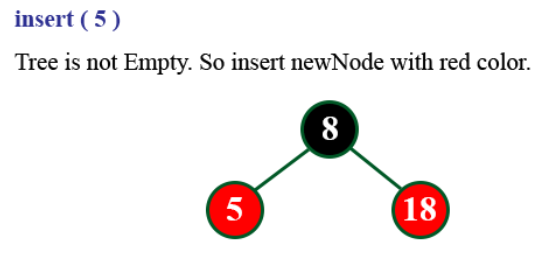 insert ( 5 )
Tree is not Empty. So insert newNode with red color.
8
5 18